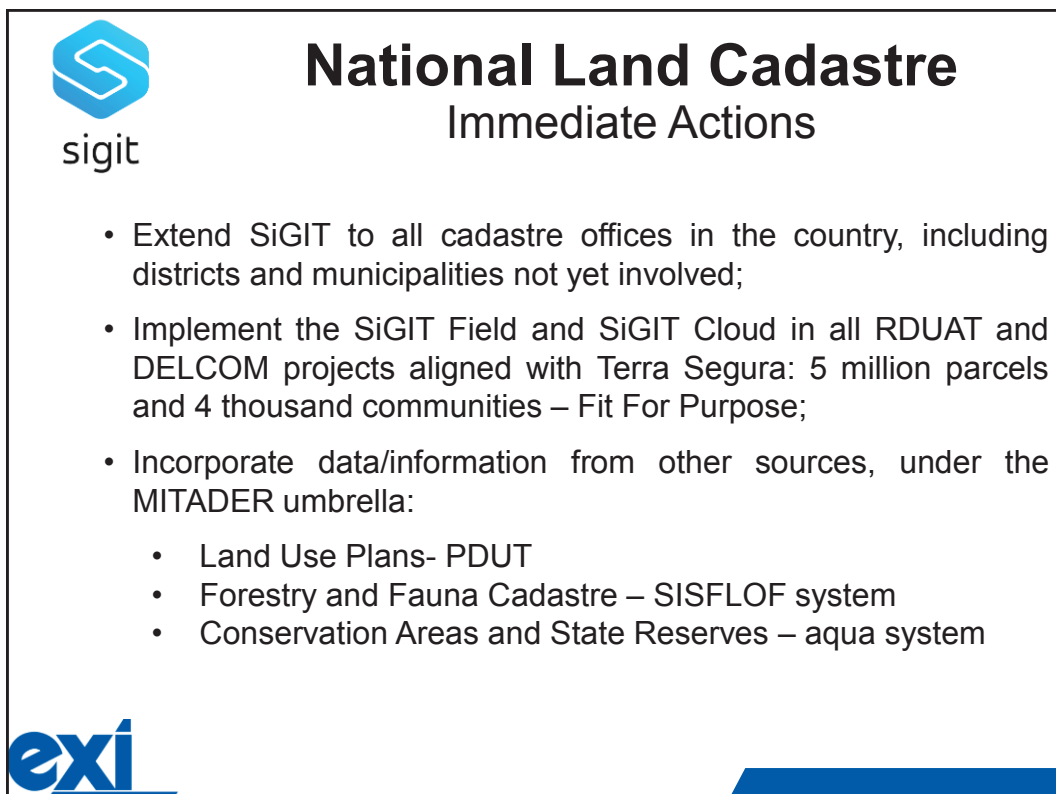 National Land Cadastre
Immediate Actions
sigit
• Extend SiGIT to all cadastre offices in the country, including
districts and municipalities not yet involved;
• Implement the SiGIT Field and SiGIT Cloud in all RDUAT and
DELCOM projects aligned with Terra Segura: 5 million parcels
and 4 thousand communities – Fit For Purpose;
• Incorporate data/information from other sources, under the
MITADER umbrella:
• Land Use Plans- PDUT
• Forestry and Fauna Cadastre – SISFLOF system
• Conservation Areas and State Reserves – aqua system
exi